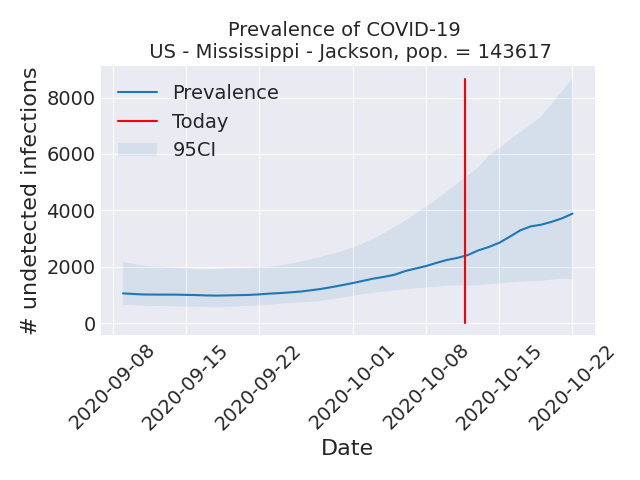 Prevalence of COVID-19
US - Mississippi - Jackson, pop. = 143617
# undetected infections
8000
6000
4000
2000
0
Prevalence
Today
95CI
2020-09-08
2020-09-15
2020-09-22
2020-10-01
2020-10-08
2020-10-15
2020-10-22
Date